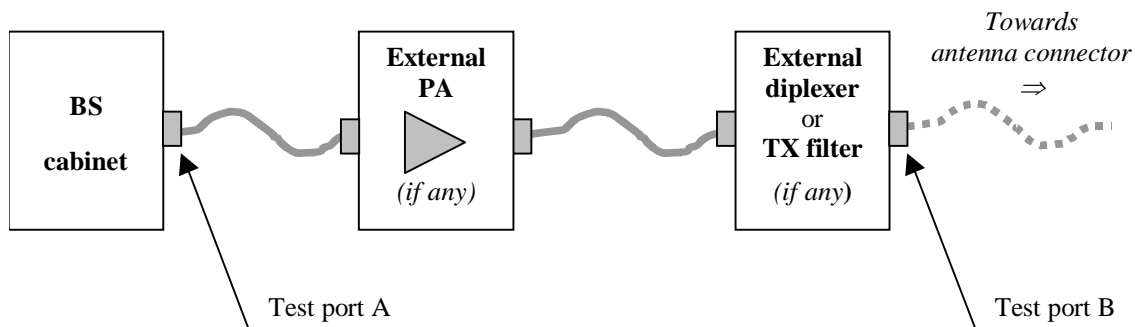 BS
cabinet
External
PA
(if any)
External
diplexer
or
TX filter
(if any)
Towards
antenna connector
⇒
Test port A
Test port B